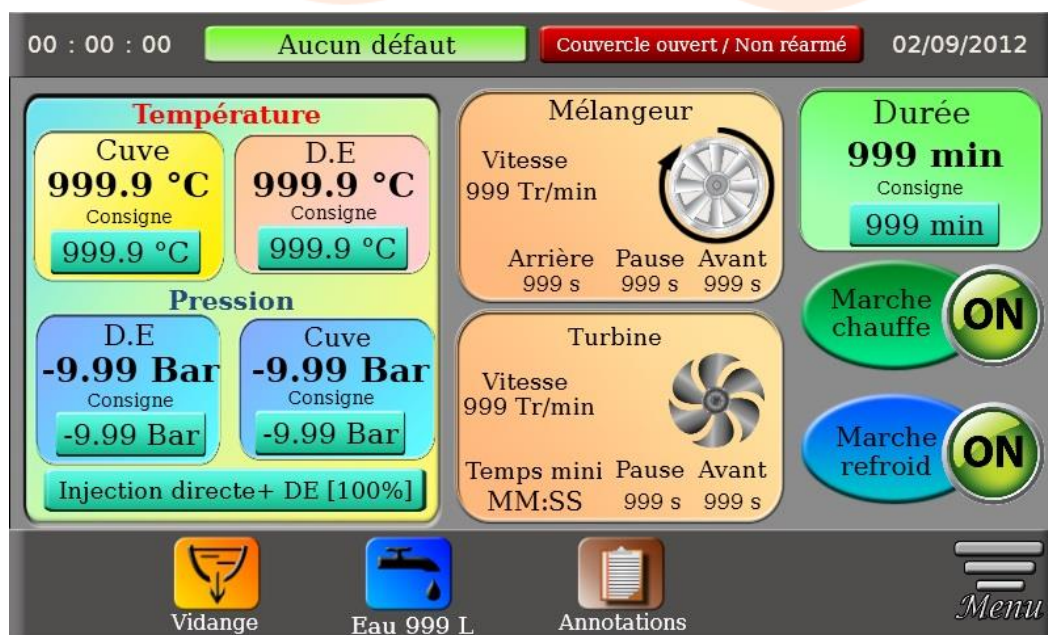 00 : 00 : 00
Aucun défaut
Couvercle ouvert / Non réarmé
02/09/2012
Température
Cuve
999.9 °C
Consigne
999.9 °C
D.E
999.9 °C
Consigne
999.9 °C
Pression
D.E
-9.99 Bar
Consigne
-9.99 Bar
Cuve
-9.99 Bar
Consigne
-9.99 Bar
Injection directe+ DE [100%]
Mélangeur
Vitesse
999 Tr/min
Arrière Pause Avant
999 s 999 s 999 s
Turbine
Vitesse
999 Tr/min
Temps mini Pause Avant
MM:SS 999 s 999 s
Durée
999 min
Consigne
999 min
Marche
chauffe
ON
Marche
refroid
ON
Vidange
Eau 999 L
Annotations
Menu